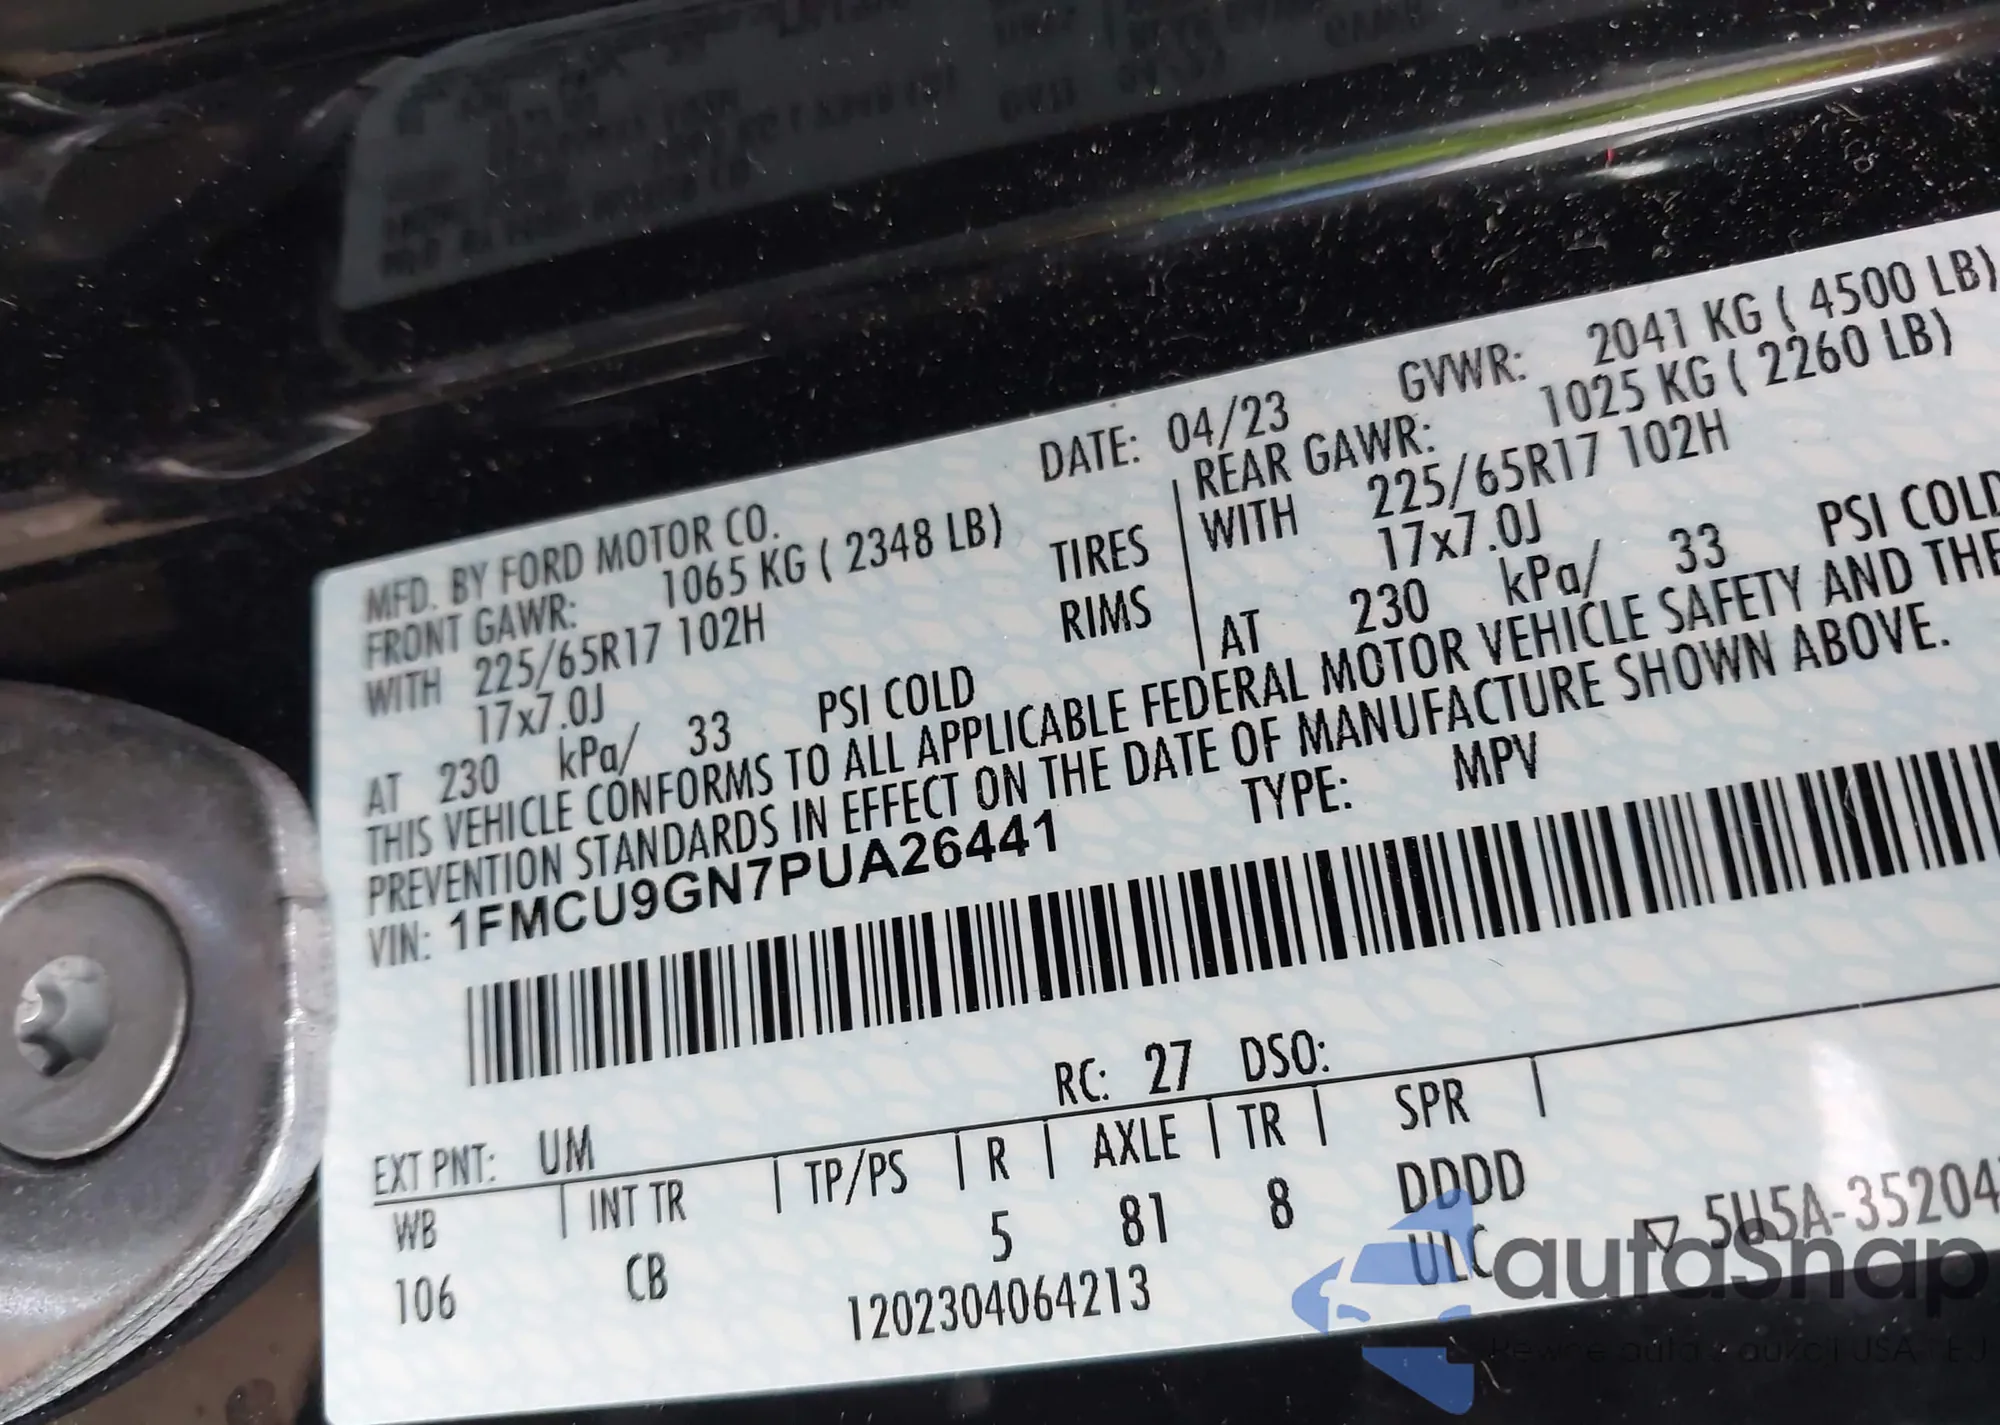 MFD. BY FORD MOTOR CO. DATE: 04/23 GVWR: 2041 KG ( 4500 LB)
FRONT GAWR: 1065 KG ( 2348 LB) REAR GAWR: 1025 KG ( 2260 LB)
WITH 225/65R17 102H TIRES WITH 225/65R17 102H
17x7.0J RIMS 17x7.0J
AT 230 kPa/ 33 PSI COLD AT 230 kPa/ 33 PSI COLD
THIS VEHICLE CONFORMS TO ALL APPLICABLE FEDERAL MOTOR VEHICLE SAFETY AND THE
PREVENTION STANDARDS IN EFFECT ON THE DATE OF MANUFACTURE SHOWN ABOVE.
VIN: 1FMCU9GN7PUA26441 TYPE: MPV
EXT PNT: UM RC: 27 DSO:
WB INT TR TP/PS R AXLE TR SPR
106 CB 5 81 8 DDDD
1202304064213 ULC ▽ 5U5A-35204
autaSnap